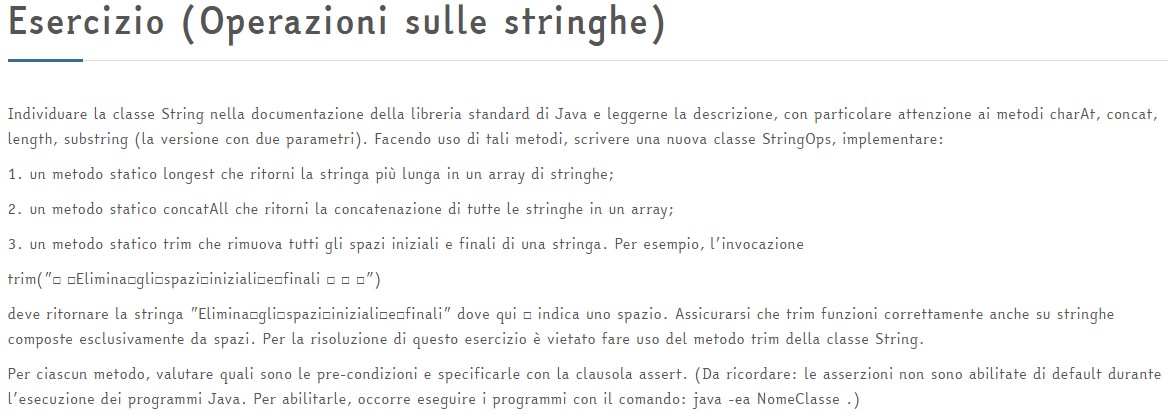 Esercizio (Operazioni sulle stringhe)
Individuare la classe String nella documentazione della libreria standard di Java e leggerne la descrizione, con particolare attenzione ai metodi charAt, concat,
length, substring (la versione con due parametri). Facendo uso di tali metodi, scrivere una nuova classe StringOps, implementare:
1. un metodo statico longest che ritorni la stringa più lunga in un array di stringhe;
2. un metodo statico concatAll che ritorni la concatenazione di tutte le stringhe in un array;
3. un metodo statico trim che rimuova tutti gli spazi iniziali e finali di una stringa. Per esempio, l'invocazione
trim("□ □Elimina□gli□spazi□iniziali□e□finali □ □ □")
deve ritornare la stringa "Elimina□gli□spazi□iniziali□e□finali" dove qui □ indica uno spazio. Assicurarsi che trim funzioni correttamente anche su stringhe
composte esclusivamente da spazi. Per la risoluzione di questo esercizio è vietato fare uso del metodo trim della classe String.
Per ciascun metodo, valutare quali sono le pre-condizioni e specificarle con la clausola assert. (Da ricordare: le asserzioni non sono abilitate di default durante
l'esecuzione dei programmi Java. Per abilitarle, occorre eseguire i programmi con il comando: java -ea NomeClasse .)